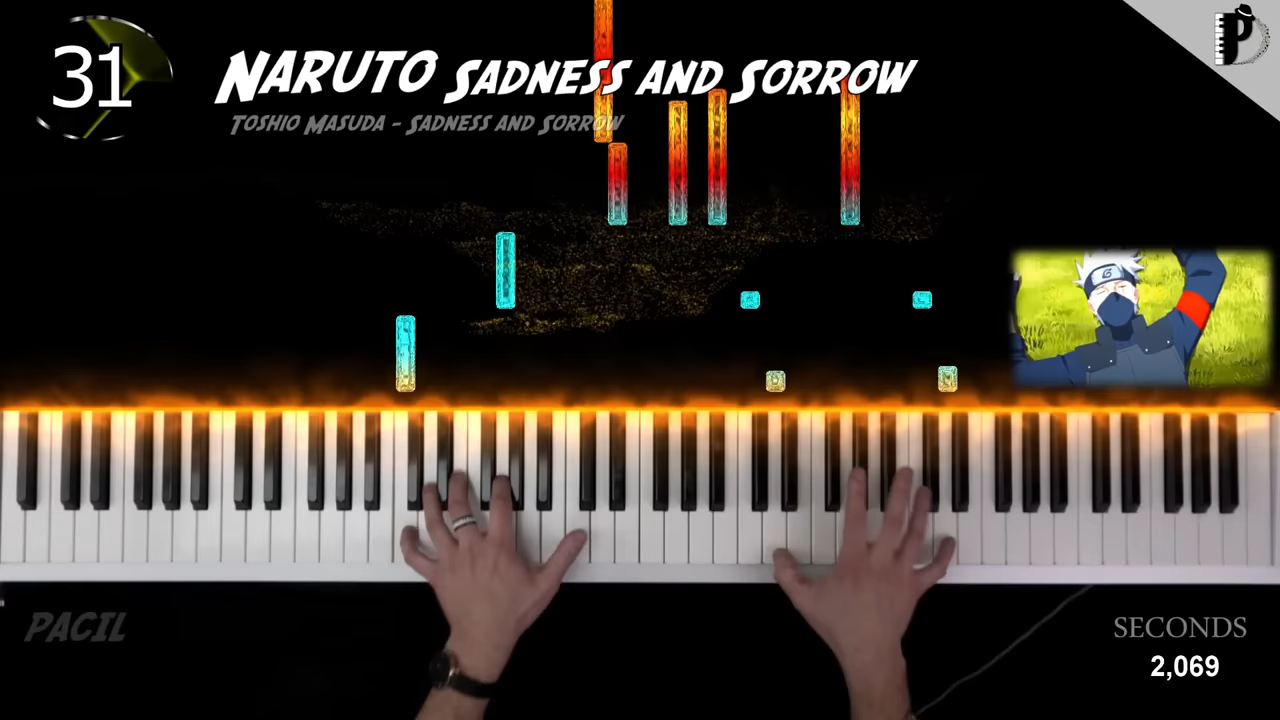 31
NARUTO SADNESS AND SORROW
TOSHIO MASUDA - SADNESS AND SORROW
PACIL
SECONDS
2,069